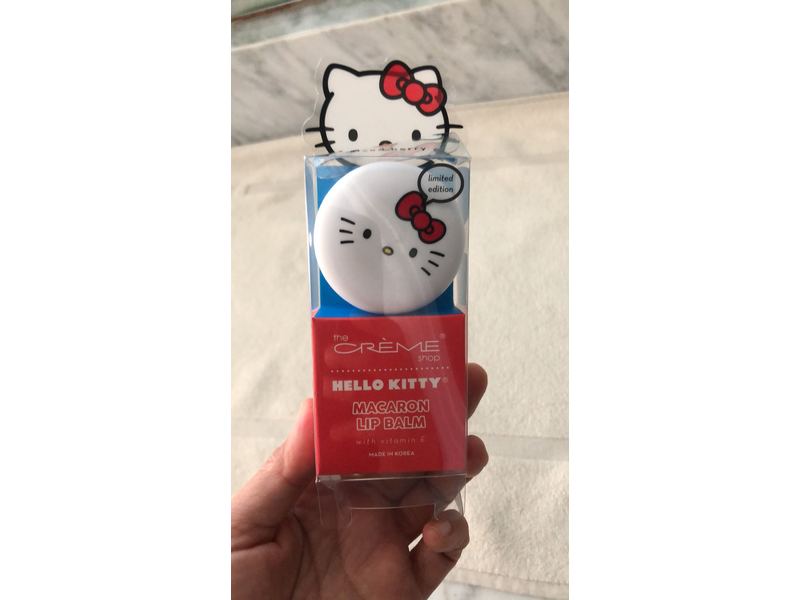 limited
edition
the
CRÈME®
shop
HELLO KITTY®
MACARON
LIP BALM
with vitamin E
MADE IN KOREA